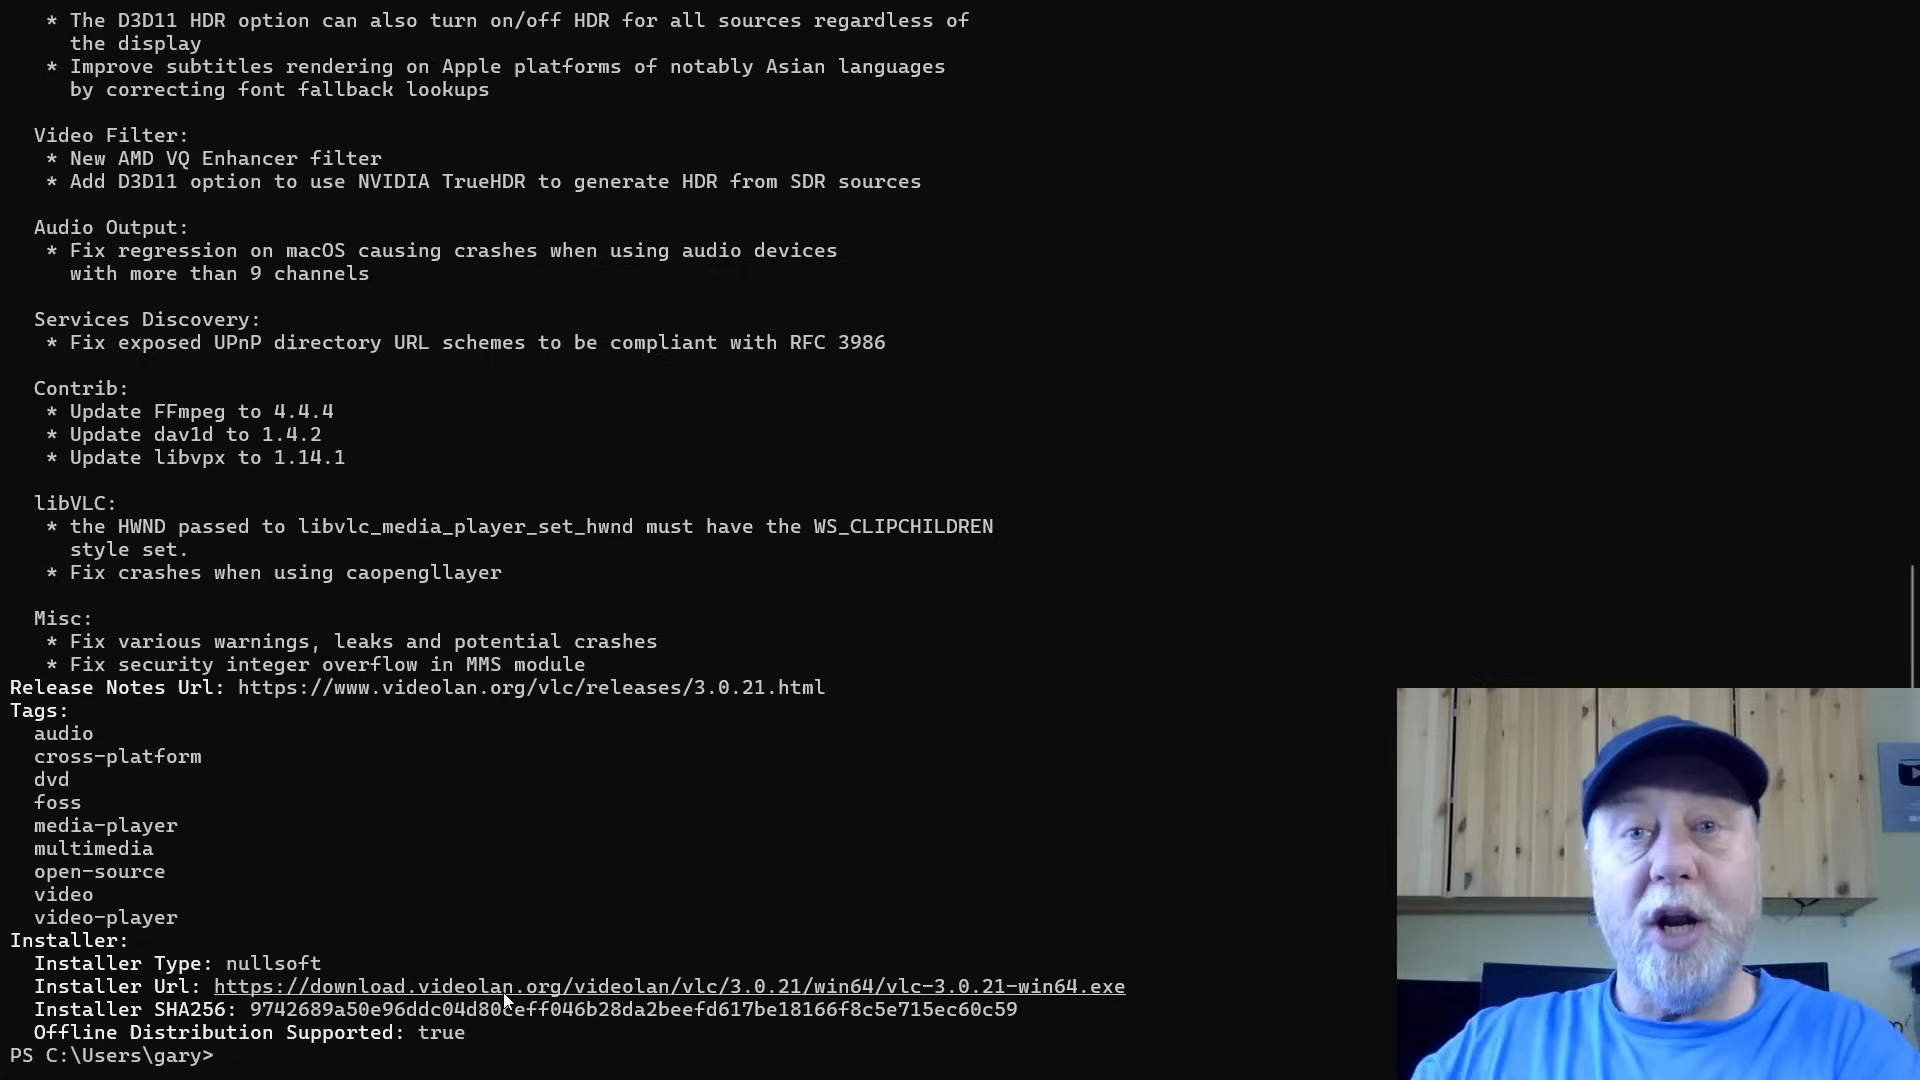 * The D3D11 HDR option can also turn on/off HDR for all sources regardless of
the display
* Improve subtitles rendering on Apple platforms of notably Asian languages
by correcting font fallback lookups
Video Filter:
* New AMD VQ Enhancer filter
* Add D3D11 option to use NVIDIA TrueHDR to generate HDR from SDR sources
Audio Output:
* Fix regression on macOS causing crashes when using audio devices
with more than 9 channels
Services Discovery:
* Fix exposed UPnP directory URL schemes to be compliant with RFC 3986
Contrib:
* Update FFmpeg to 4.4.4
* Update dav1d to 1.4.2
* Update libvpx to 1.14.1
libVLC:
* the HWND passed to libvlc_media_player_set_hwnd must have the WS_CLIPCHILDREN
style set.
* Fix crashes when using caopengllayer
Misc:
* Fix various warnings, leaks and potential crashes
* Fix security integer overflow in MMS module
Release Notes Url: https://www.videolan.org/vlc/releases/3.0.21.html
Tags:
audio
cross-platform
dvd
foss
media-player
multimedia
open-source
video
video-player
Installer:
Installer Type: nullsoft
Installer Url: https://download.videolan.org/videolan/vlc/3.0.21/win64/vlc-3.0.21-win64.exe
Installer SHA256: 9742689a50e96ddc04d80ceff046b28da2beefd617be18166f8c5e715ec60c59
Offline Distribution Supported: true
PS C:\Users\gary>